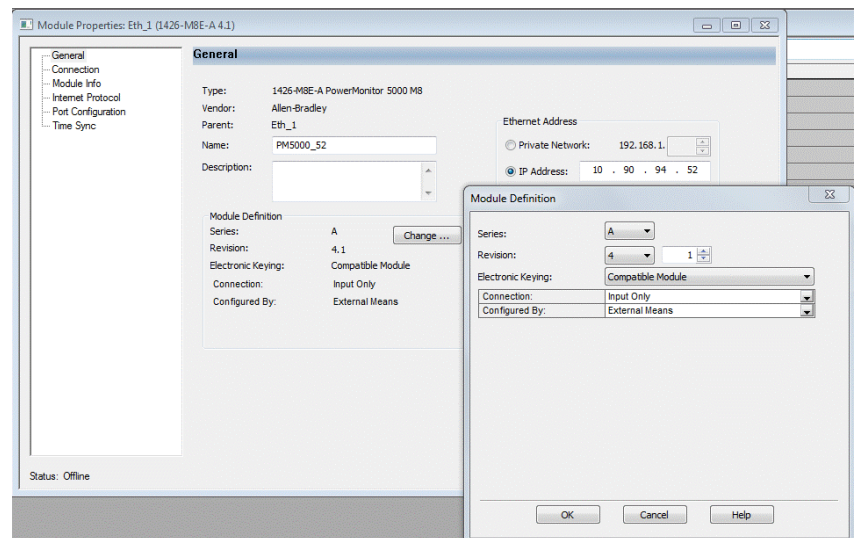 Module Properties: Eth_1 (1426-M8E-A 4.1)
General
Connection
Module Info
Internet Protocol
Port Configuration
Time Sync
General
Type: 1426-M8E-A PowerMonitor 5000 M8
Vendor: Allen-Bradley
Parent: Eth_1
Name: PM5000_52
Description:
Ethernet Address
Private Network: 192.168.1.
IP Address: 10 . 90 . 94 . 52
Module Definition
Series: A Change ...
Revision: 4.1
Electronic Keying: Compatible Module
Connection: Input Only
Configured By: External Means
Status: Offline
Module Definition
Series: A
Revision: 4 1
Electronic Keying: Compatible Module
Connection: Input Only
Configured By: External Means
OK Cancel Help